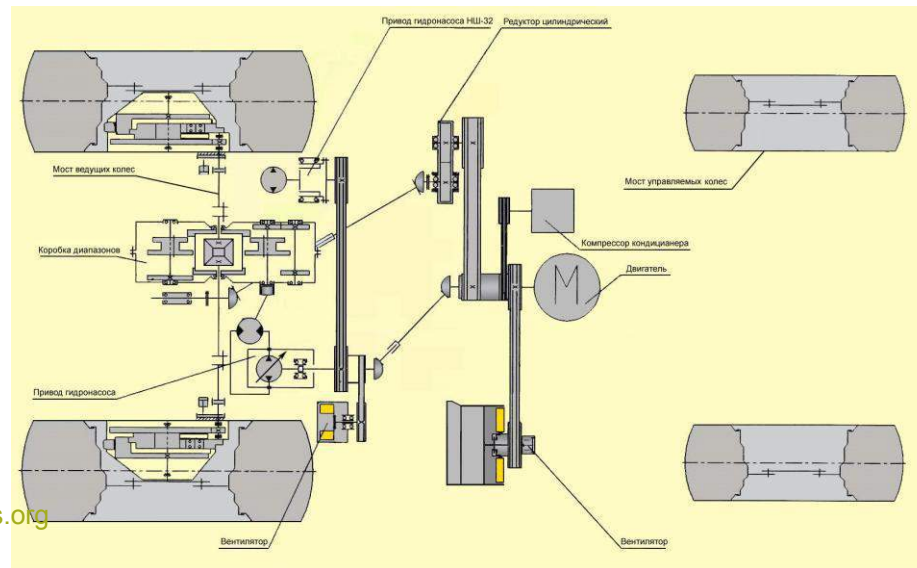 Привод гидронасоса НШ-32
Редуктор цилиндрический
Мост ведущих колес
Мост управляемых колес
Коробка диапазонов
Компрессор кондицианера
Двигатель
М
Привод гидронасоса
s.org
Вентилятор
Вентилятор